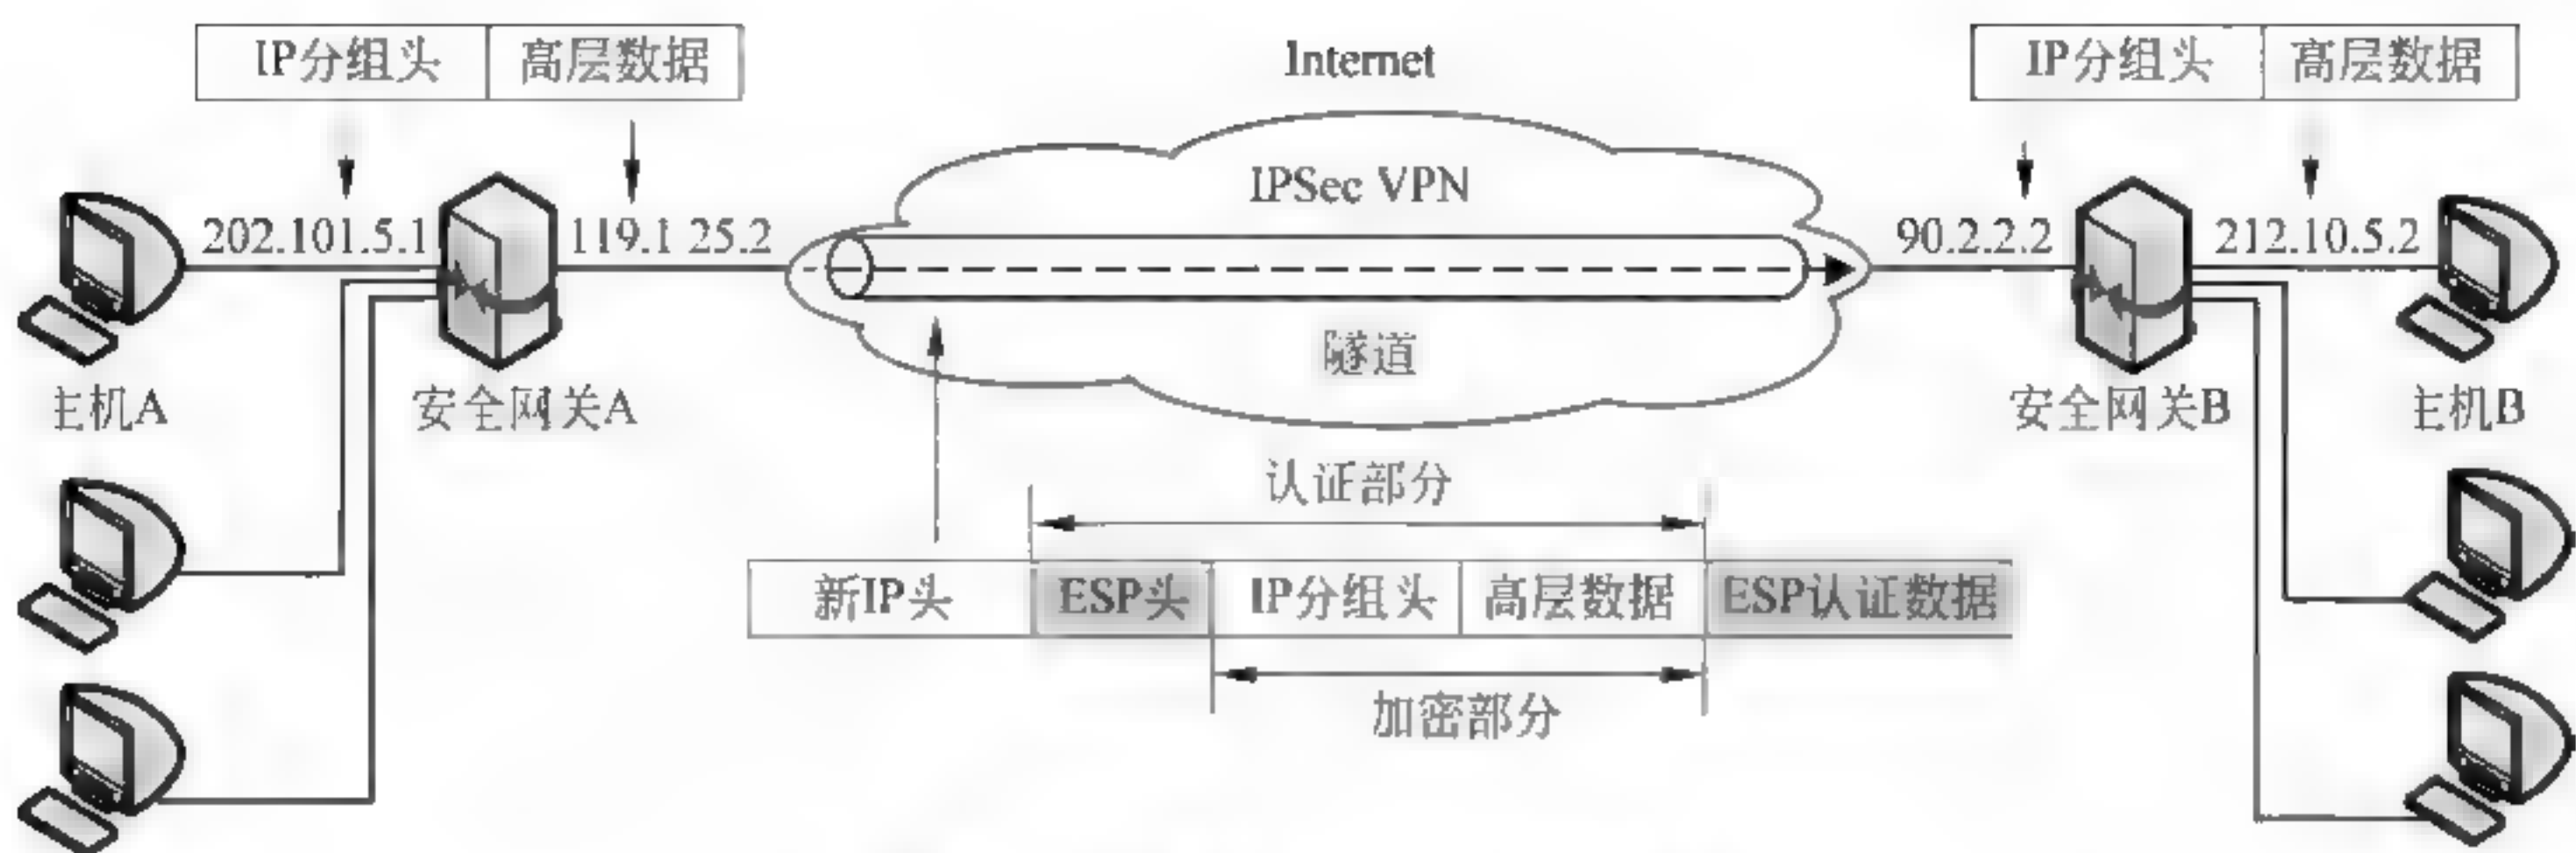 IP分组头 高层数据
Internet
IP分组头 高层数据
IPSec VPN
202.101.5.1
119.1 25.2
90.2.2.2
212.10.5.2
隧道
主机A
安全网关A
安全网关B
主机B
认证部分
新IP头 ESP头 IP分组头 高层数据 ESP认证数据
加密部分